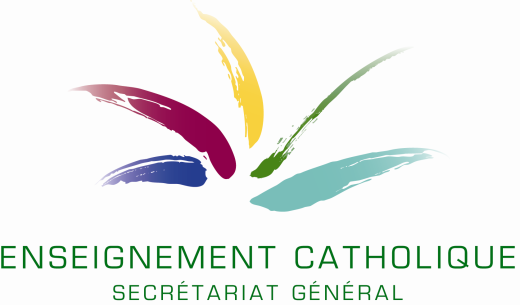 ENSEIGNEMENT CATHOLIQUE
SECRÉTARIAT GÉNÉRAL